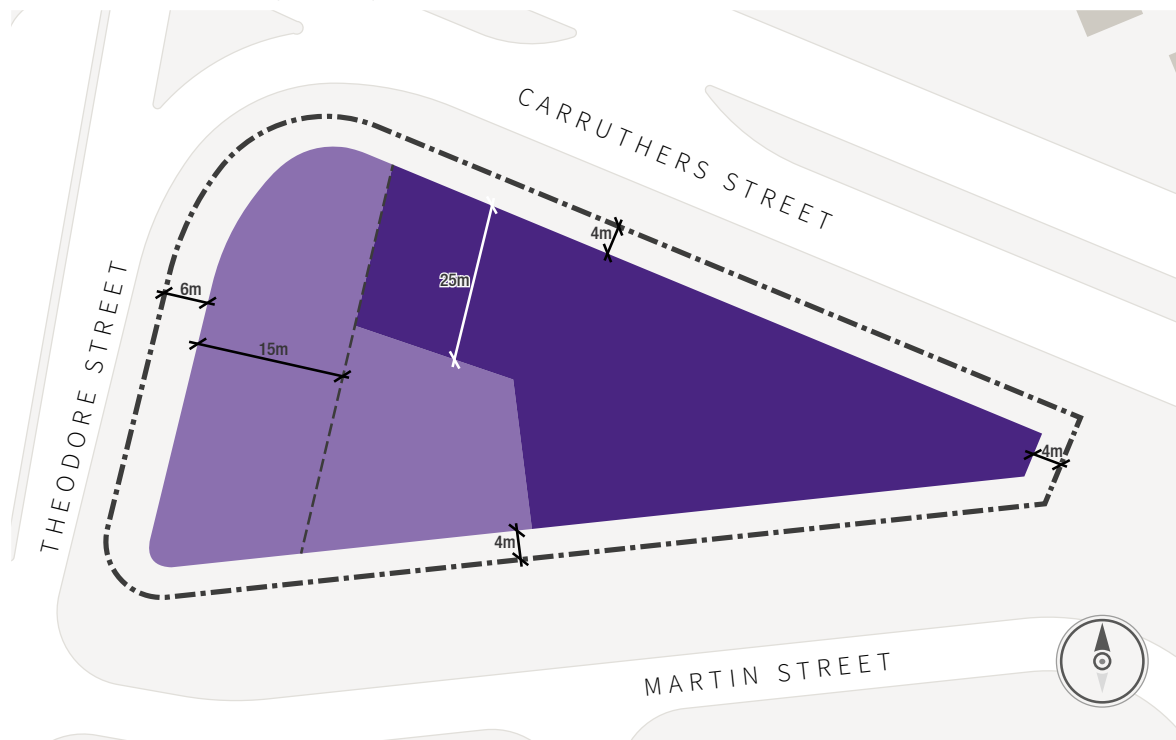 CARRUTHERS STREET
4m
25m
6m
15m
THEODORE STREET
4m
4m
MARTIN STREET